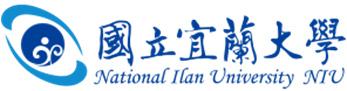 國立宜蘭大學
National Ilan University NIU